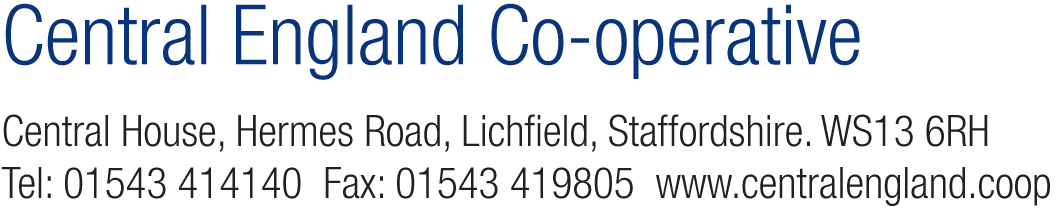 Central England Co-operative
Central House, Hermes Road, Lichfield, Staffordshire. WS13 6RH
Tel: 01543 414140  Fax: 01543 419805  www.centralengland.coop